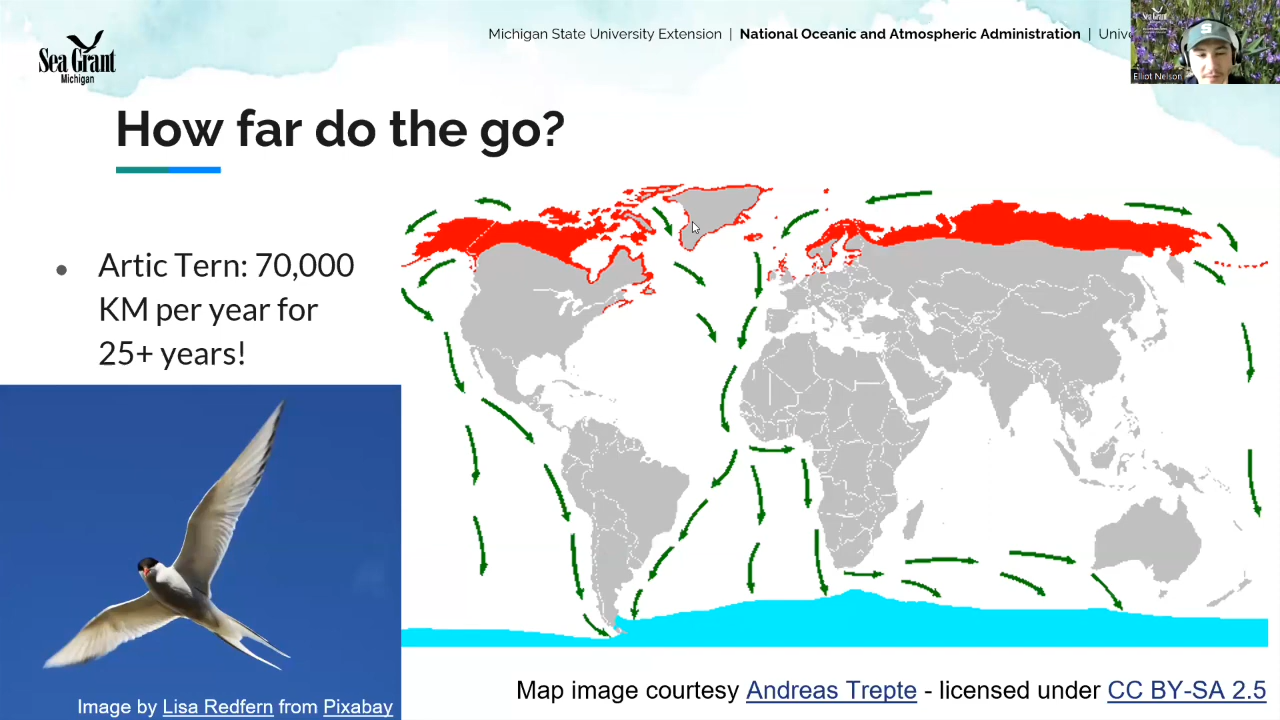 Michigan State University Extension | National Oceanic and Atmospheric Administration |
Sea Grant
Michigan
Sea Grant
Elliot Nelson
How far do the go?
Artic Tern: 70,000
KM per year for
25+ years!
Image by Lisa Redfern from Pixabay
Map image courtesy Andreas Trepte - licensed under CC BY-SA 2.5